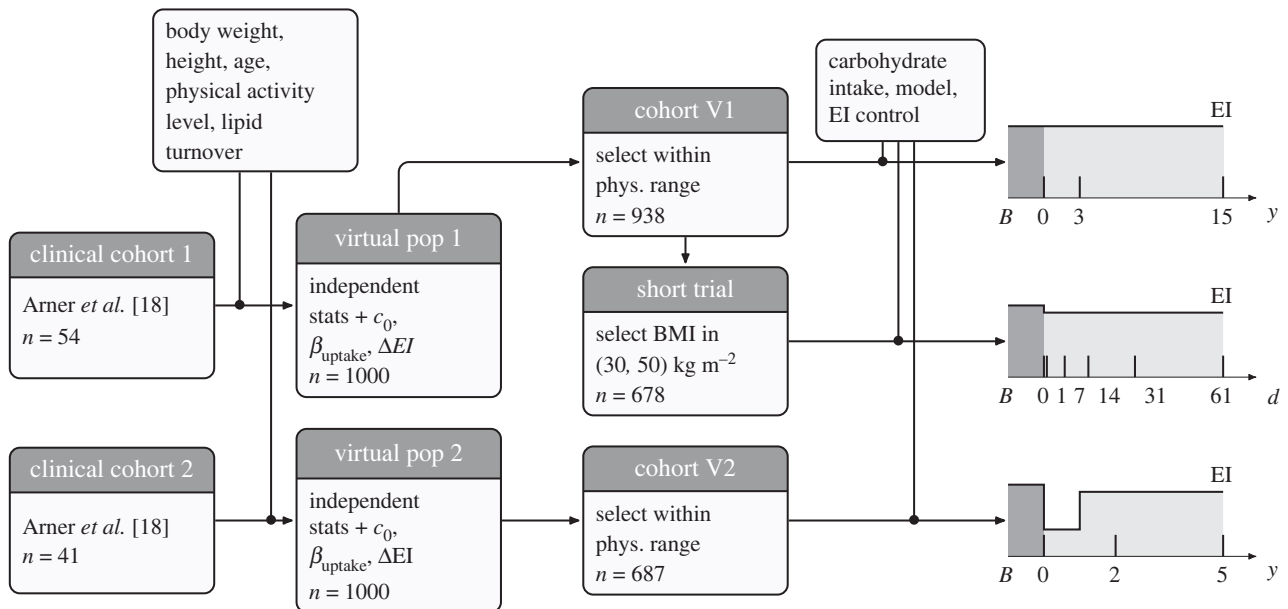 body weight,
height, age,
physical activity
level, lipid
turnover
clinical cohort 1
Arner et al. [18]
n = 54
virtual pop 1
independent
stats + c₀,
β_uptake, ΔEI
n = 1000
cohort V1
select within
phys. range
n = 938
short trial
select BMI in
(30, 50) kg m⁻²
n = 678
carbohydrate
intake, model,
EI control
EI
B 0 3 15 y
EI
B 0 1 7 14 31 61 d
clinical cohort 2
Arner et al. [18]
n = 41
virtual pop 2
independent
stats + c₀,
β_uptake, ΔEI
n = 1000
cohort V2
select within
phys. range
n = 687
EI
B 0 2 5 y